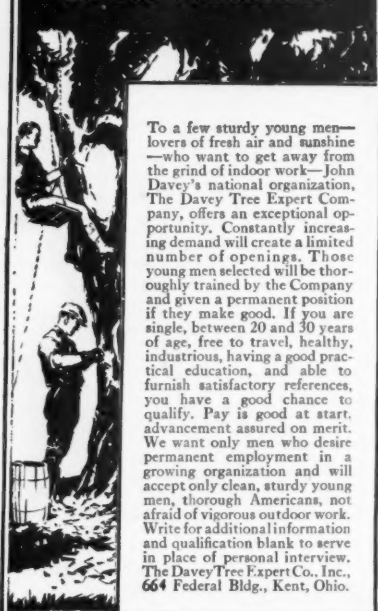 To a few sturdy young men—
lovers of fresh air and sunshine
—who want to get away from
the grind of indoor work—John
Davey's national organization,
The Davey Tree Expert Com-
pany, offers an exceptional op-
portunity. Constantly increas-
ing demand will create a limited
number of openings. Those
young men selected will be thor-
oughly trained by the Company
and given a permanent position
if they make good. If you are
single, between 20 and 30 years
of age, free to travel, healthy,
industrious, having a good prac-
tical education, and able to
furnish satisfactory references,
you have a good chance to
qualify. Pay is good at start,
advancement assured on merit.
We want only men who desire
permanent employment in a
growing organization and will
accept only clean, sturdy young
men, thorough Americans, not
afraid of vigorous outdoor work.
Write for additional information
and qualification blank to serve
in place of personal interview.
The Davey Tree Expert Co., Inc.,
664 Federal Bldg., Kent, Ohio.